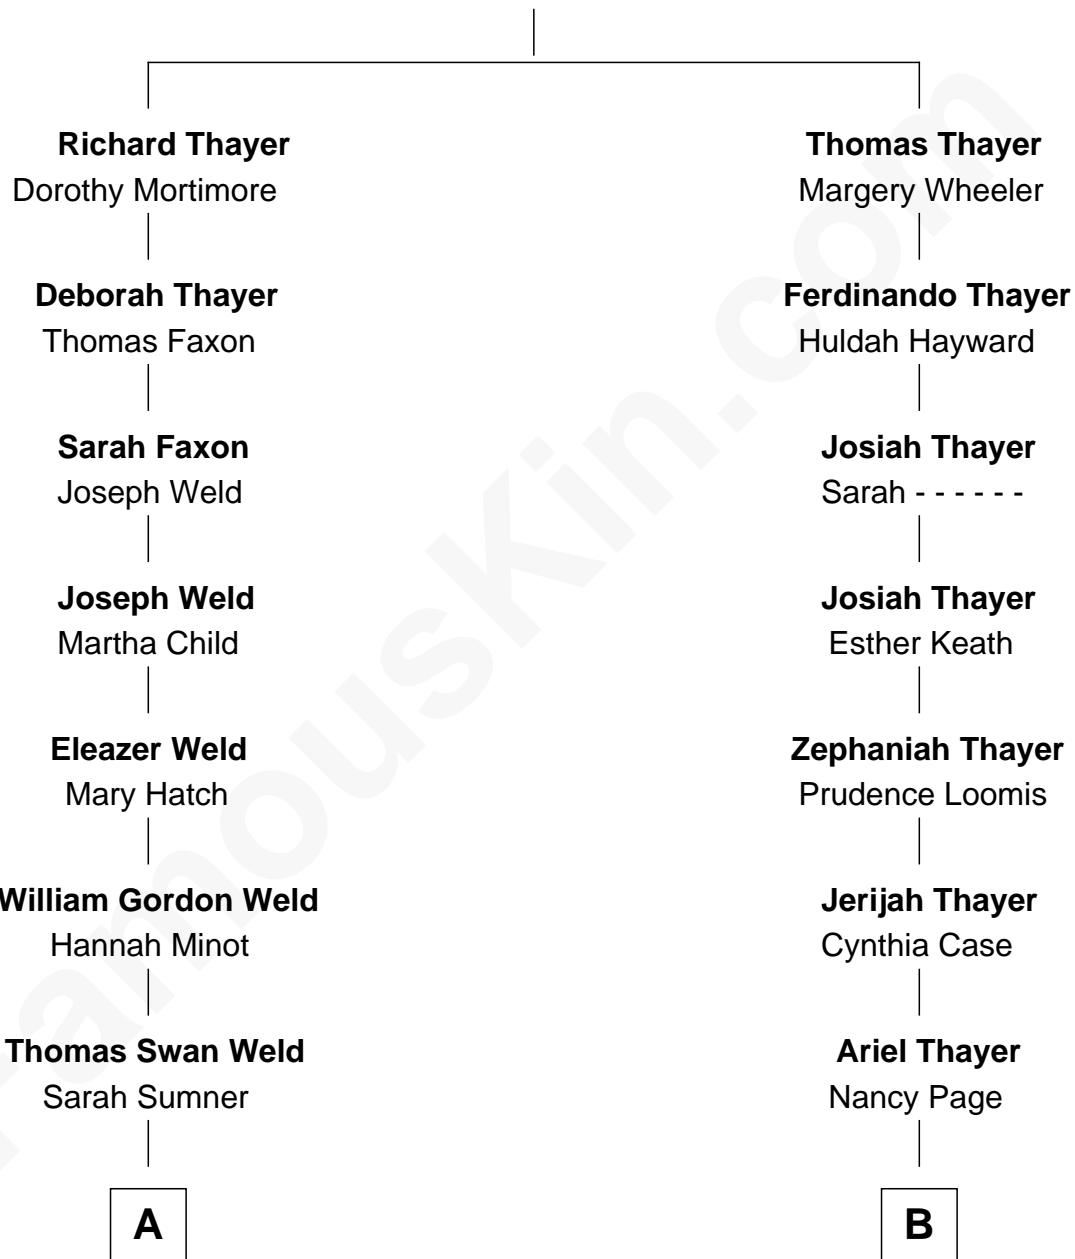 Richard Thayer
Dorothy Mortimore
Thomas Thayer
Margery Wheeler
Deborah Thayer
Thomas Faxon
Ferdinando Thayer
Huldah Hayward
Sarah Faxon
Joseph Weld
Josiah Thayer
Sarah - - - - - -
Joseph Weld
Martha Child
Josiah Thayer
Esther Keath
Eleazer Weld
Mary Hatch
Zephaniah Thayer
Prudence Loomis
William Gordon Weld
Hannah Minot
Jerijah Thayer
Cynthia Case
Thomas Swan Weld
Sarah Sumner
Ariel Thayer
Nancy Page
A
B
FamousKin.com